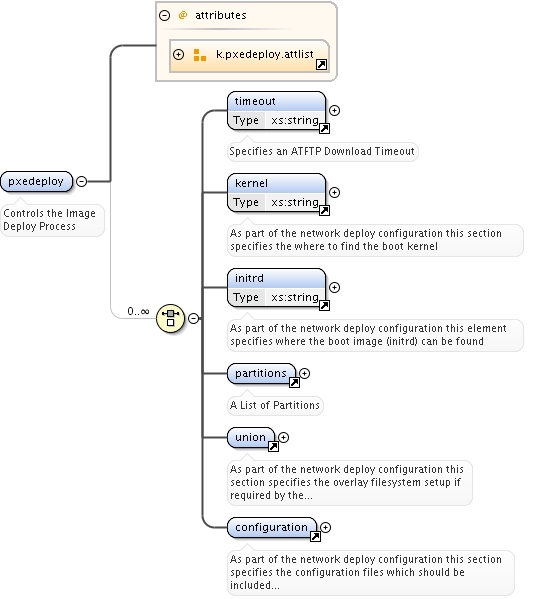 @ attributes
k.pxedeploy.attlist
timeout
Type xs:string
Specifies an ATFTP Download Timeout
pxedeploy
Controls the Image
Deploy Process
kernel
Type xs:string
As part of the network deploy configuration this section
specifies the where to find the boot kernel
initrd
Type xs:string
As part of the network deploy configuration this element
specifies where the boot image (initrd) can be found
0..∞
partitions
A List of Partitions
union
As part of the network deploy configuration this
section specifies the overlay filesystem setup if
required by the...
configuration
As part of the network deploy configuration this section
specifies the configuration files which should be
included...